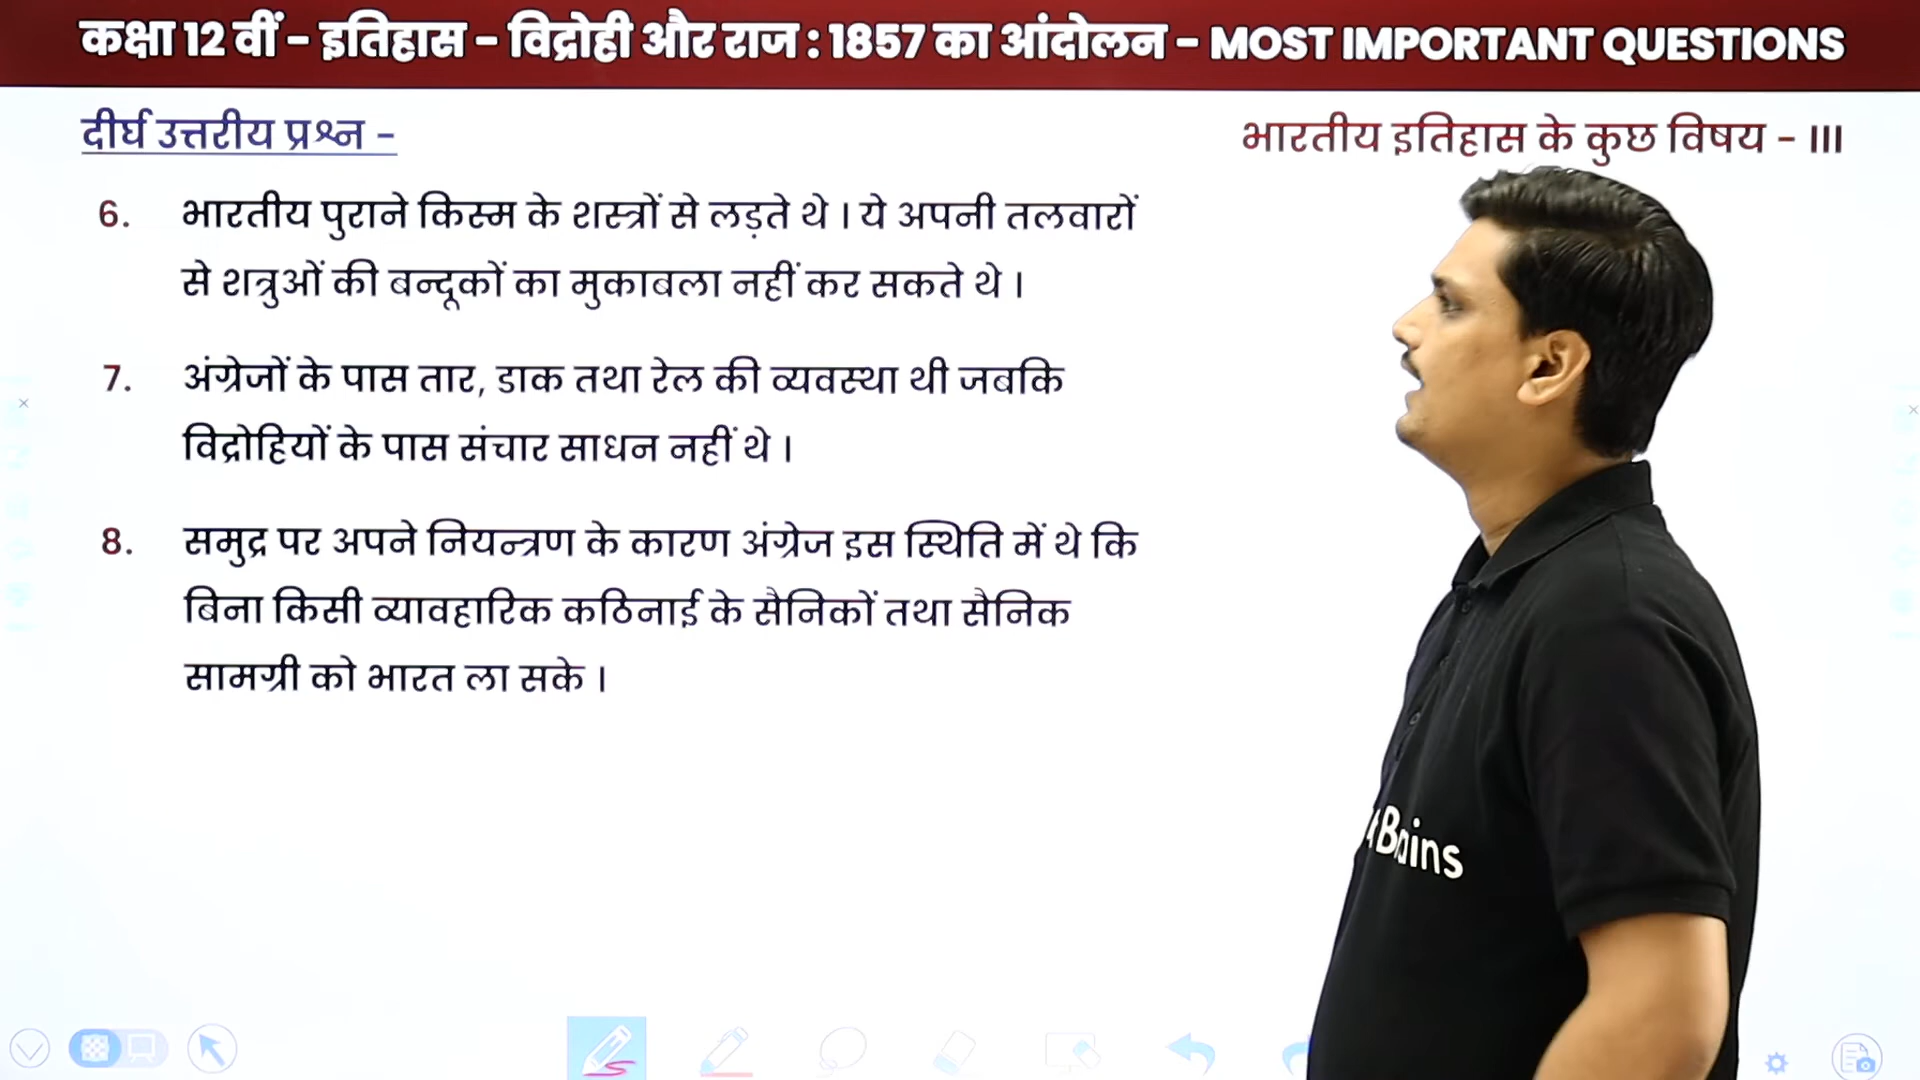 कक्षा 12 वीं - इतिहास - विद्रोही और राज : 1857 का आंदोलन - MOST IMPORTANT QUESTIONS
दीर्घ उत्तरीय प्रश्न -
भारतीय इतिहास के कुछ विषय - III
6. भारतीय पुराने किस्म के शस्त्रों से लड़ते थे । ये अपनी तलवारों
से शत्रुओं की बन्दूकों का मुकाबला नहीं कर सकते थे ।
7. अंग्रेजों के पास तार, डाक तथा रेल की व्यवस्था थी जबकि
विद्रोहियों के पास संचार साधन नहीं थे ।
8. समुद्र पर अपने नियन्त्रण के कारण अंग्रेज इस स्थिति में थे कि
बिना किसी व्यावहारिक कठिनाई के सैनिकों तथा सैनिक
सामग्री को भारत ला सके ।
Brains